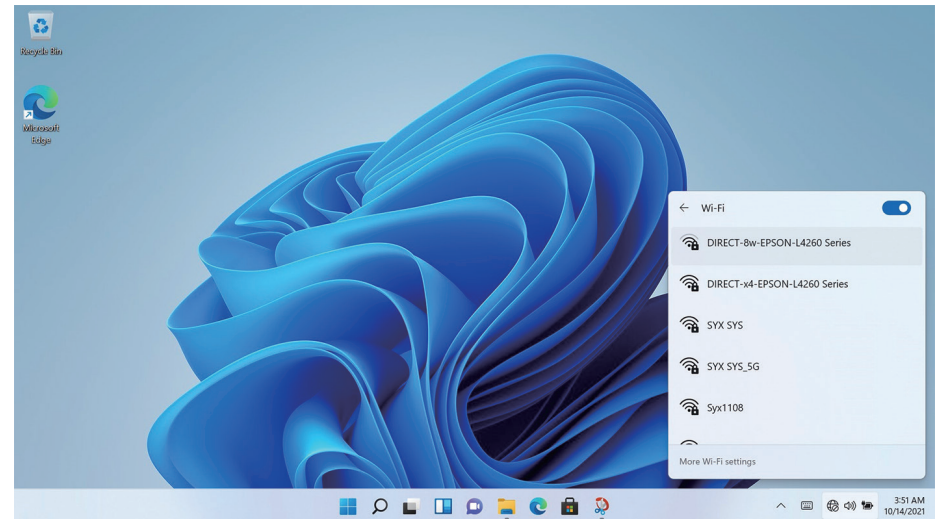 Recycle Bin
Microsoft
Edge
Wi-Fi
DIRECT-8w-EPSON-L4260 Series
DIRECT-x4-EPSON-L4260 Series
SYX SYS
SYX SYS_5G
Syx1108
More Wi-Fi settings
3:51 AM
10/14/2021